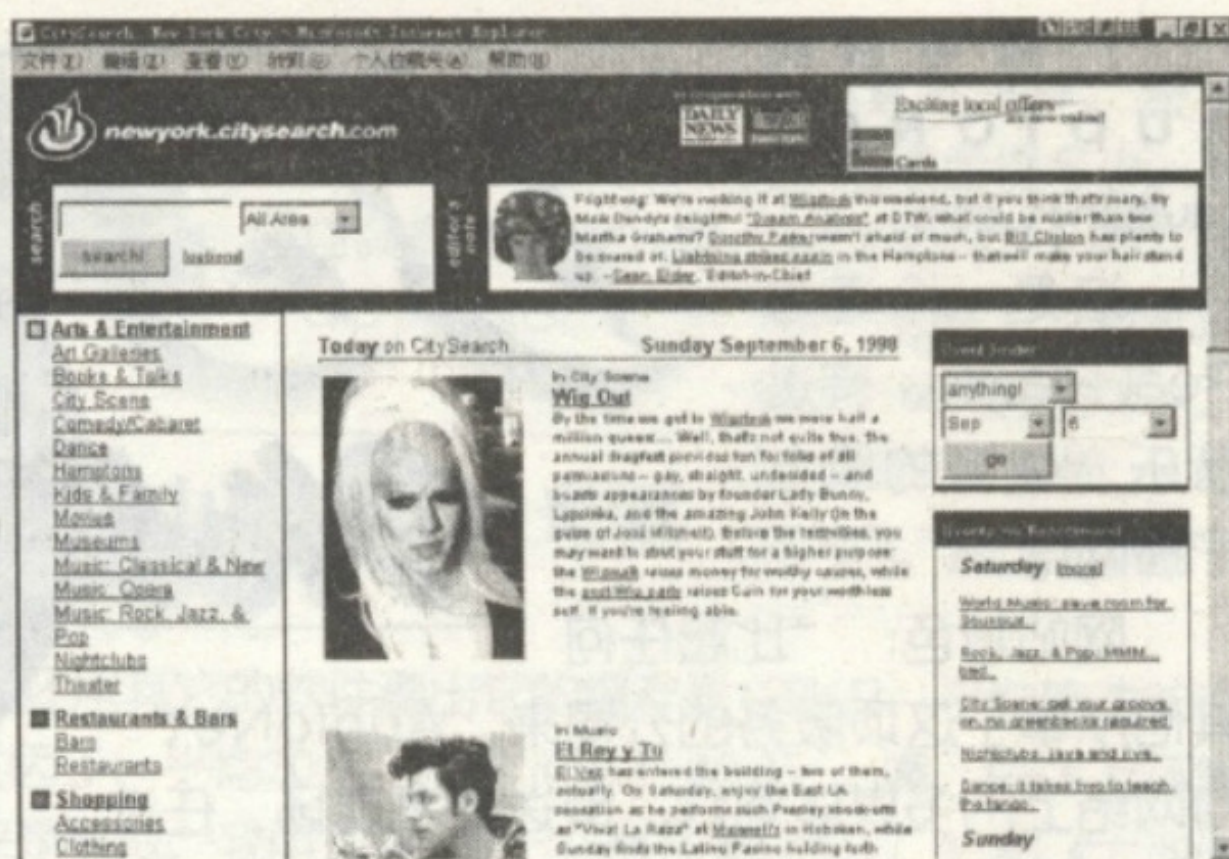 CitySearch New York City - Microsoft Internet Explorer
文件(F) 编辑(E) 查看(V) 转到(G) 个人收藏夹(A) 帮助(H)
newyork.citysearch.com
in cooperation with
DAILY NEWS
Exciting local offers
are now online!
Cards
search
All Area
search!
editor's note
Frightwig: We're working it at Wigstock this weekend, but if you think that's scary, try
Mark Dendy's delightful "Dream Analysis" at DTW; what could be scarier than two
Martha Grahams? Dorothy Parker wasn't afraid of much, but Bill Clinton has plenty to
be scared of. Lightning strikes again in the Hamptons -- that will make your hair stand
up. --Sean Elder, Editor-in-Chief
Arts & Entertainment
Art Galleries
Books & Talks
City Scene
Comedy/Cabaret
Dance
Hamptons
Kids & Family
Movies
Museums
Music: Classical & New
Music: Opera
Music: Rock, Jazz, &
Pop
Nightclubs
Theater
Restaurants & Bars
Bars
Restaurants
Shopping
Accessories
Clothing
Today on CitySearch Sunday September 6, 1998
In City Scene
Wig Out
By the time we got to Wigstock we were half a
million queens... Well, that's not quite true. The
annual dragfest provides fun for folks of all
persuasions -- gay, straight, undecided -- and
boasts appearances by founder Lady Bunny,
Lypsinka, and the amazing John Kelly (in the
guise of Joni Mitchell). Before the festivities, you
may want to strut your stuff for a higher purpose:
the Wigwalk raises money for worthy causes, while
the post-Wig party raises Cain for your worthless
self. If you're feeling able.
In Music
El Rey y Tu
El Vez has entered the building -- two of them,
actually. On Saturday, enjoy the East LA
sensation as he performs such Presley knock-offs
as "Viva! La Raza" at Maxwell's in Hoboken, while
Sunday finds the Latino holding forth
Event Finder
anything!
Sep 6
go
Events We Recommend
Saturday [more]
World Music:
Rock, Jazz, & Pop: MMM...
City Scene: get your groove
on, no greenbacks required
Nightclubs: Java and jive...
Dance: it takes two to teach
the tango...
Sunday